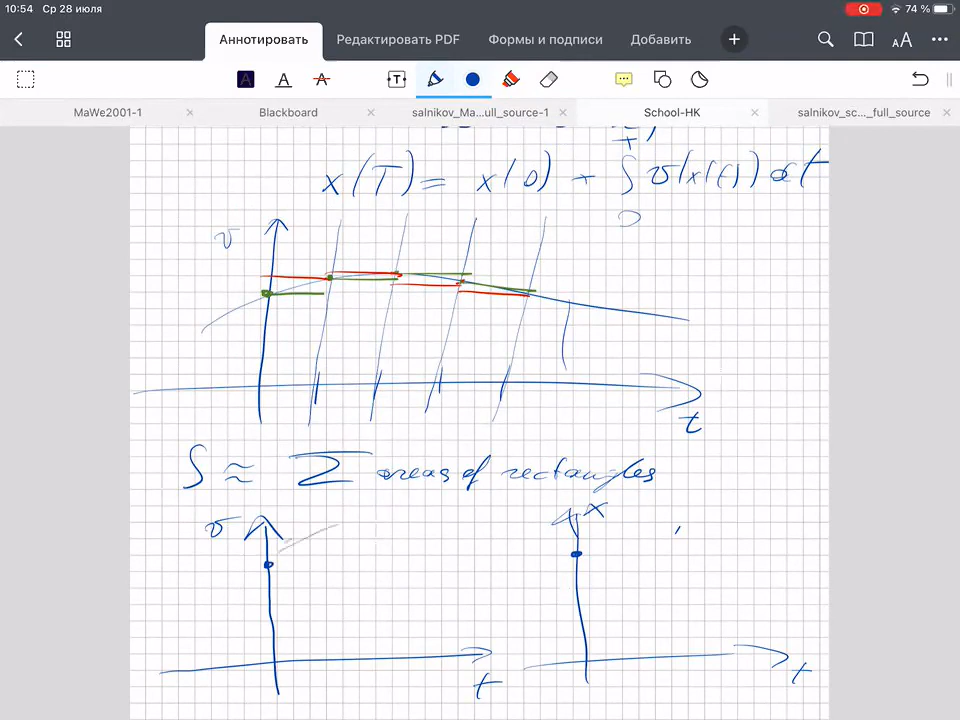 10:54 Ср 28 июля 74 %
Аннотировать Редактировать PDF Формы и подписи Добавить
MaWe2001-1 Blackboard salnikov_Ma...ull_source-1 School-HK salnikov_sc..._full_source
x(T) = x(0) + ∫ v(x(t)) dt
T
0
v
t
S ≈ Σ areas of rectangles
v x
t t